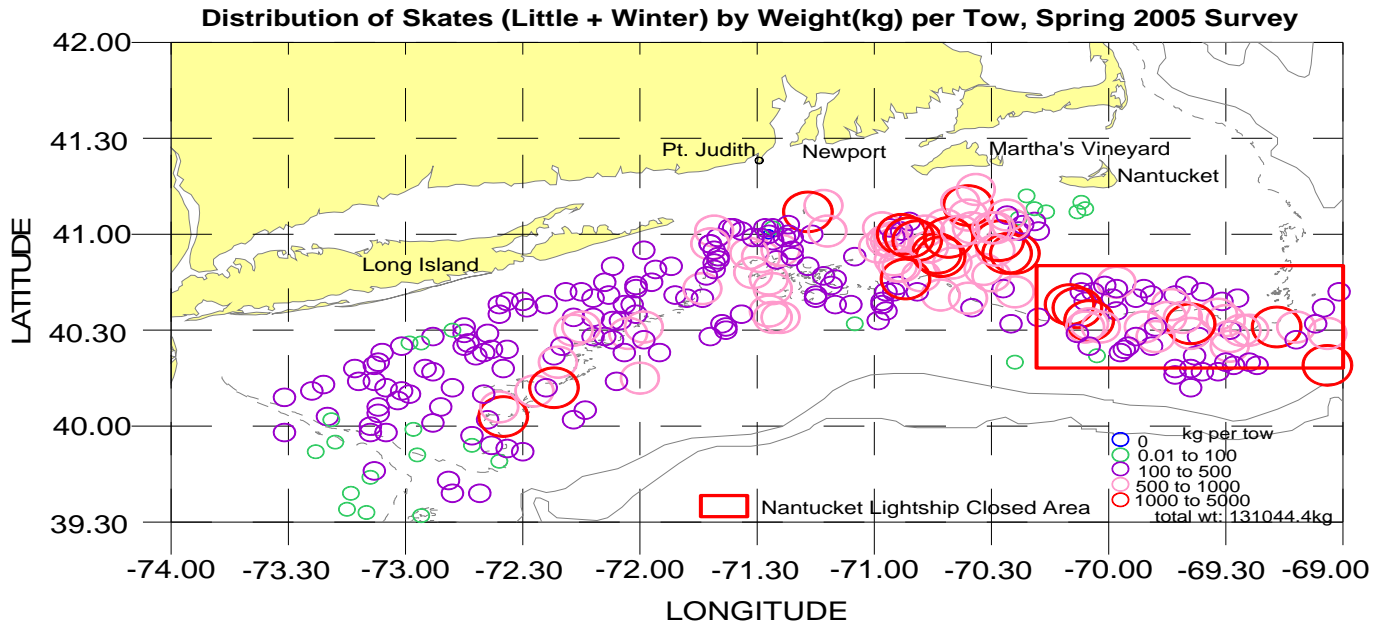 Distribution of Skates (Little + Winter) by Weight(kg) per Tow, Spring 2005 Survey
42.00
41.30
41.00
40.30
40.00
39.30
LATITUDE
Pt. Judith
Newport
Martha's Vineyard
Nantucket
Long Island
kg per tow
0
0.01 to 100
100 to 500
500 to 1000
1000 to 5000
total wt: 131044.4kg
Nantucket Lightship Closed Area
-74.00 -73.30 -73.00 -72.30 -72.00 -71.30 -71.00 -70.30 -70.00 -69.30 -69.00
LONGITUDE